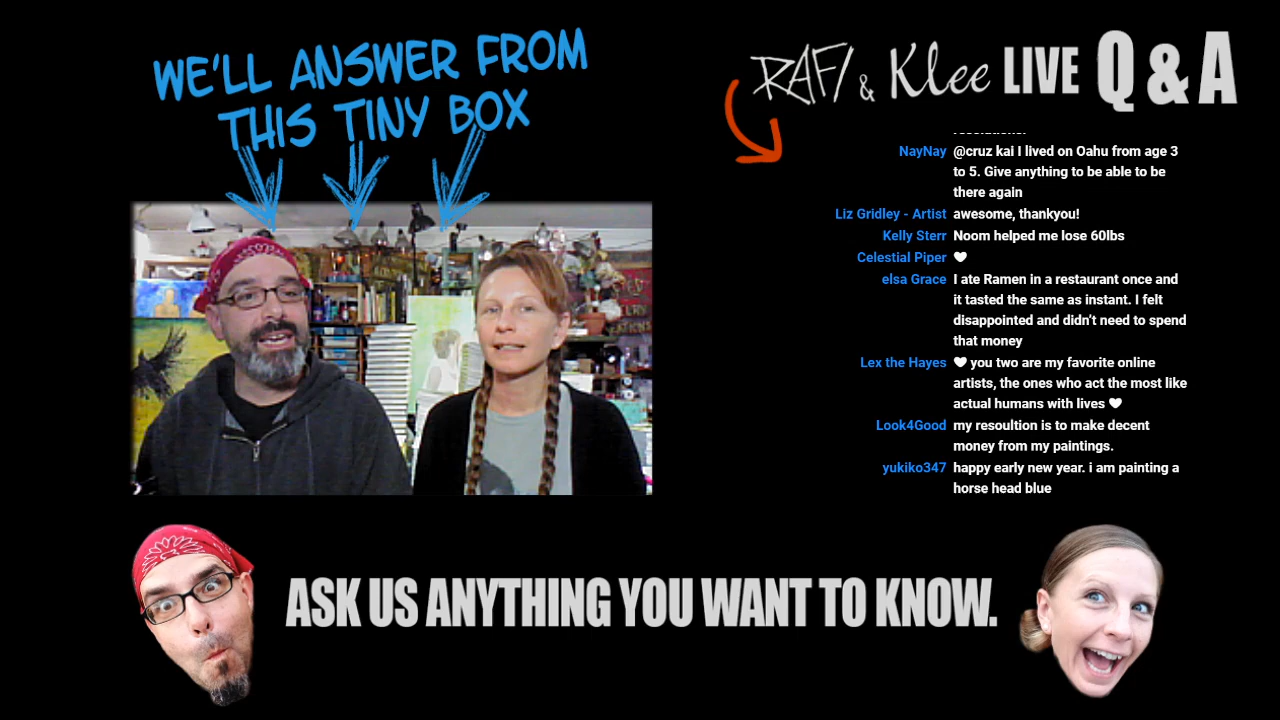 WE'LL ANSWER FROM
THIS TINY BOX
RAFI & Klee LIVE Q & A
NayNay @cruz kai I lived on Oahu from age 3
to 5. Give anything to be able to be
there again
Liz Gridley - Artist awesome, thankyou!
Kelly Sterr Noom helped me lose 60lbs
Celestial Piper 🤍
elsa Grace I ate Ramen in a restaurant once and
it tasted the same as instant. I felt
disappointed and didn't need to spend
that money
Lex the Hayes 🤍 you two are my favorite online
artists, the ones who act the most like
actual humans with lives 🤍
Look4Good my resoultion is to make decent
money from my paintings.
yukiko347 happy early new year. i am painting a
horse head blue
ASK US ANYTHING YOU WANT TO KNOW.